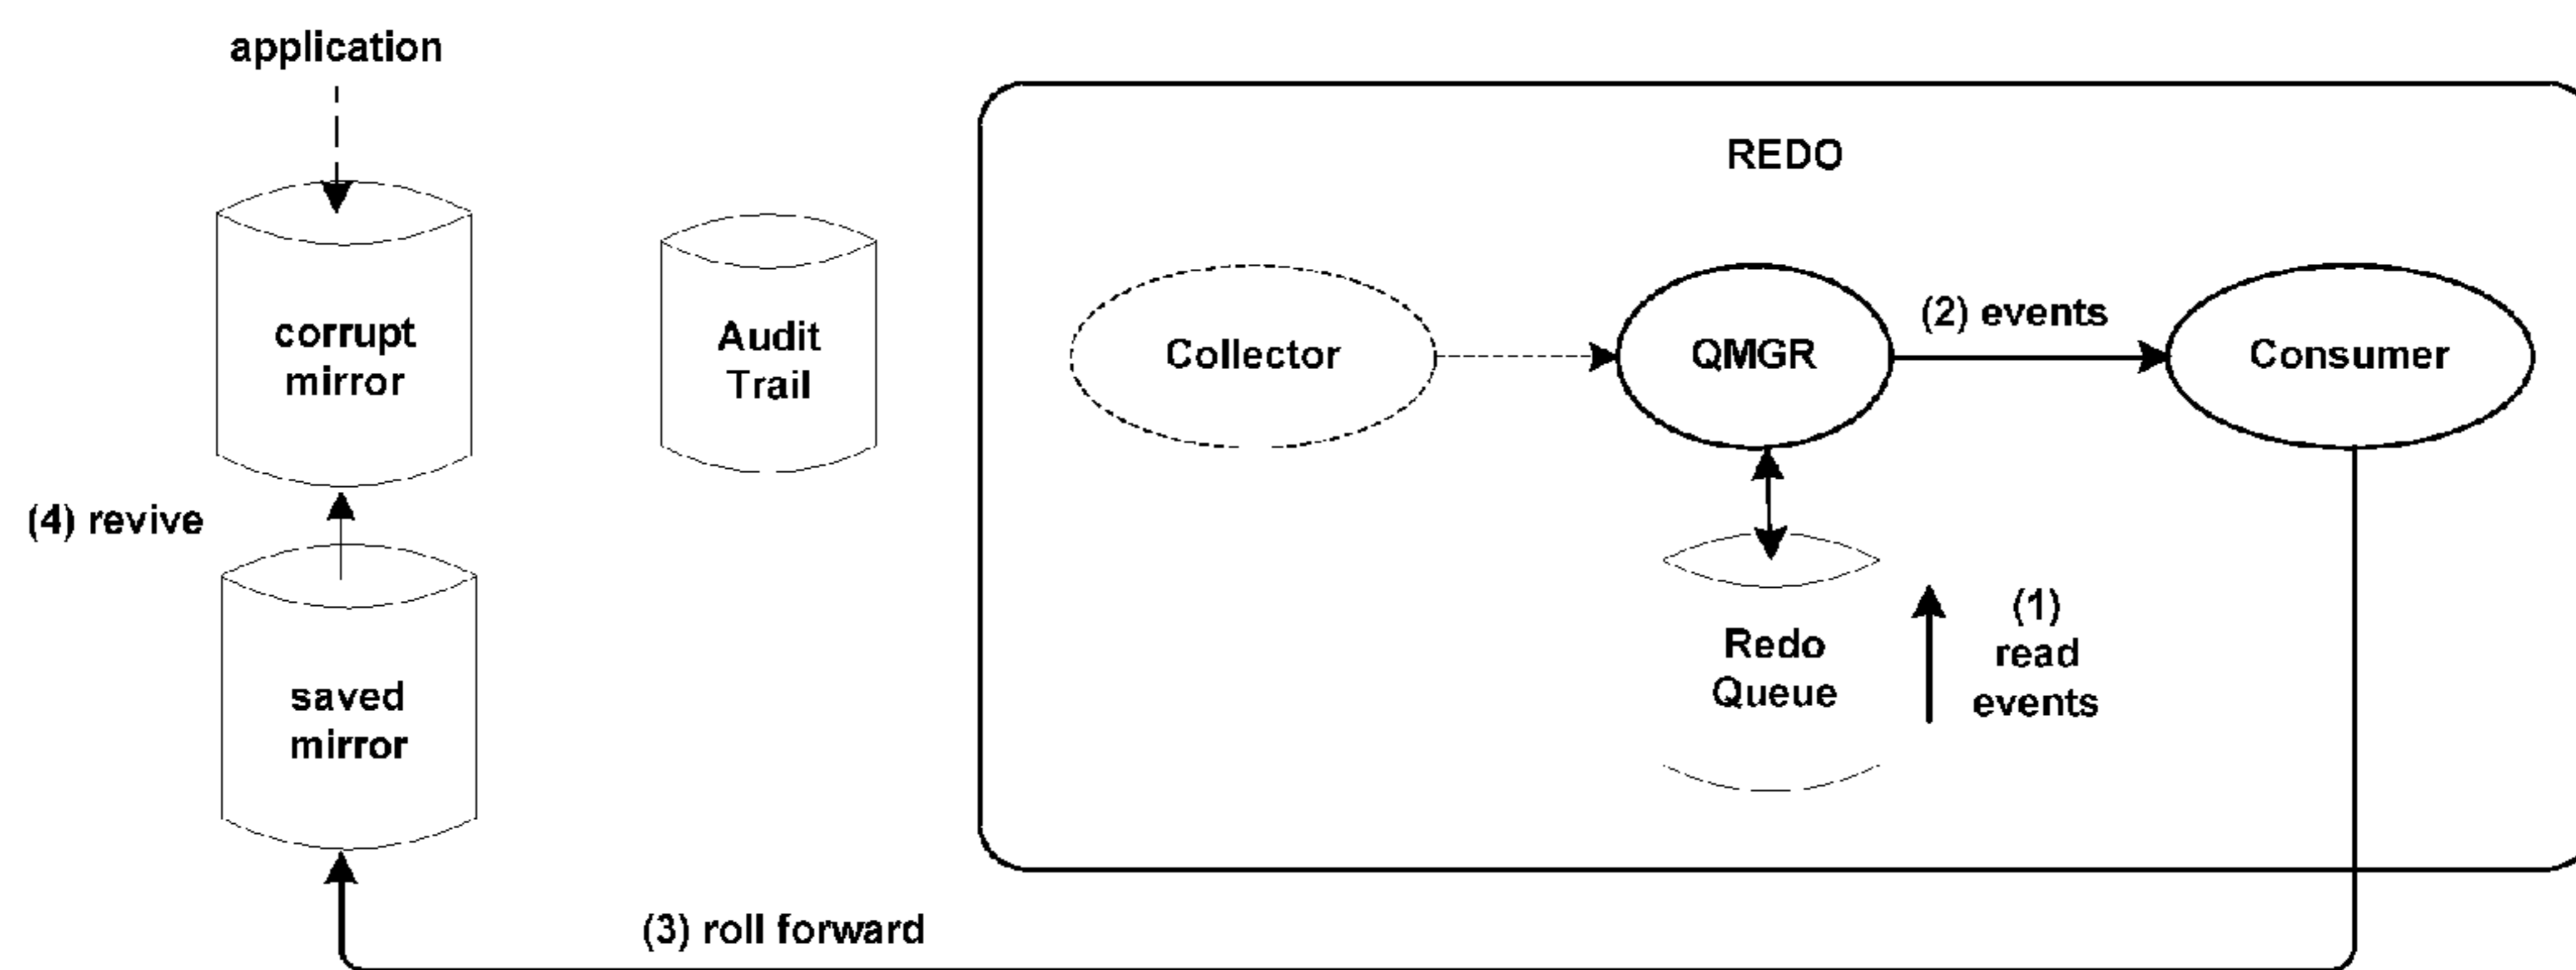 application
REDO
corrupt
mirror
Audit
Trail
Collector
QMGR
(2) events
Consumer
(4) revive
saved
mirror
Redo
Queue
(1)
read
events
(3) roll forward